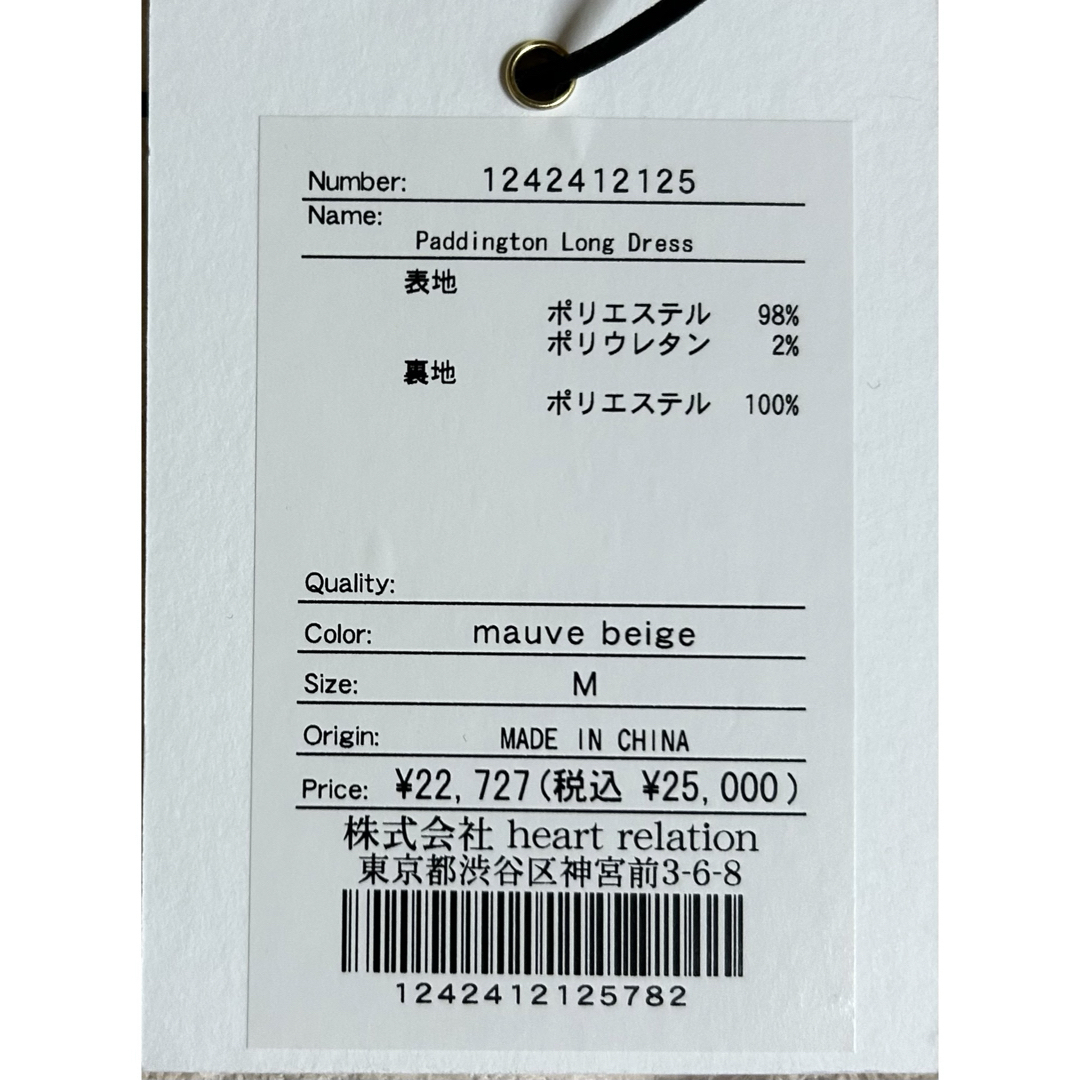 Number: 1242412125
Name:
Paddington Long Dress
表地
ポリエステル 98%
ポリウレタン 2%
裏地
ポリエステル 100%
Quality:
Color: mauve beige
Size: M
Origin: MADE IN CHINA
Price: ¥22,727(税込 ¥25,000)
株式会社 heart relation
東京都渋谷区神宮前3-6-8
1242412125782